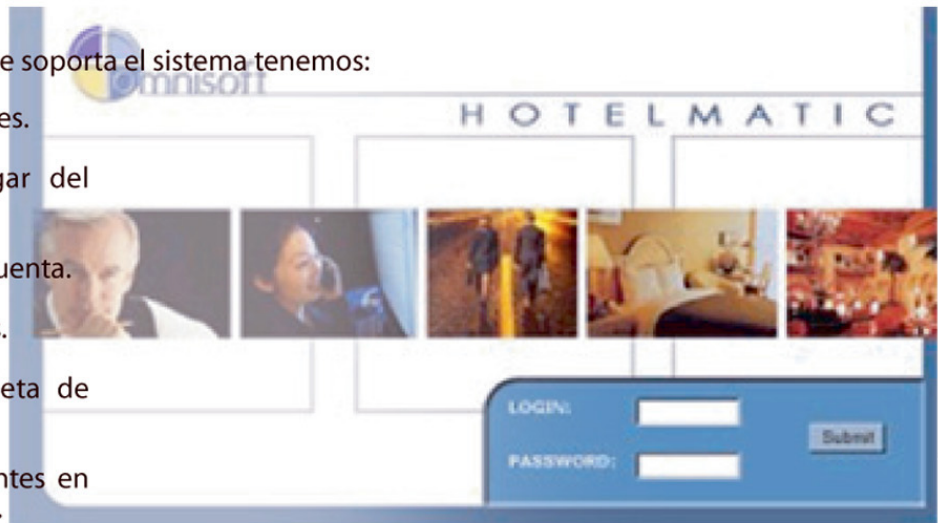 e soporta el sistema tenemos:
omnisoft
HOTELMATIC
es.
gar del
uenta.
s.
eta de
ntes en
LOGIN:
Submit
PASSWORD: